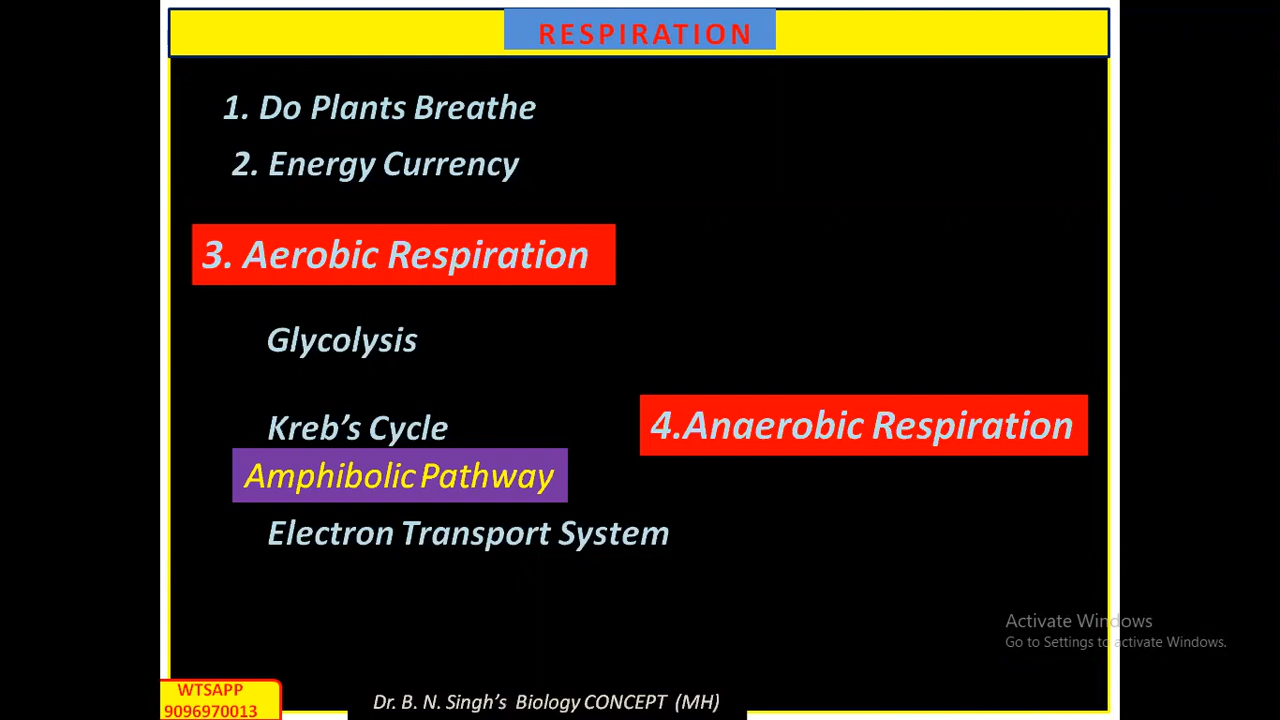 RESPIRATION
1. Do Plants Breathe
2. Energy Currency
3. Aerobic Respiration
Glycolysis
Kreb’s Cycle
4.Anaerobic Respiration
Amphibolic Pathway
Electron Transport System
Activate Windows
Go to Settings to activate Windows.
WTSAPP
9096970013
Dr. B. N. Singh’s Biology CONCEPT (MH)